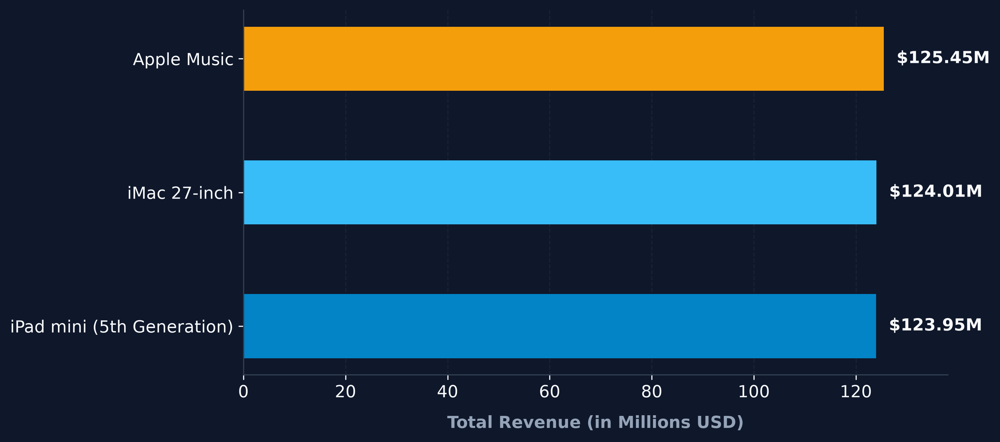 Apple Music $125.45M
iMac 27-inch $124.01M
iPad mini (5th Generation) $123.95M
0 20 40 60 80 100 120
Total Revenue (in Millions USD)